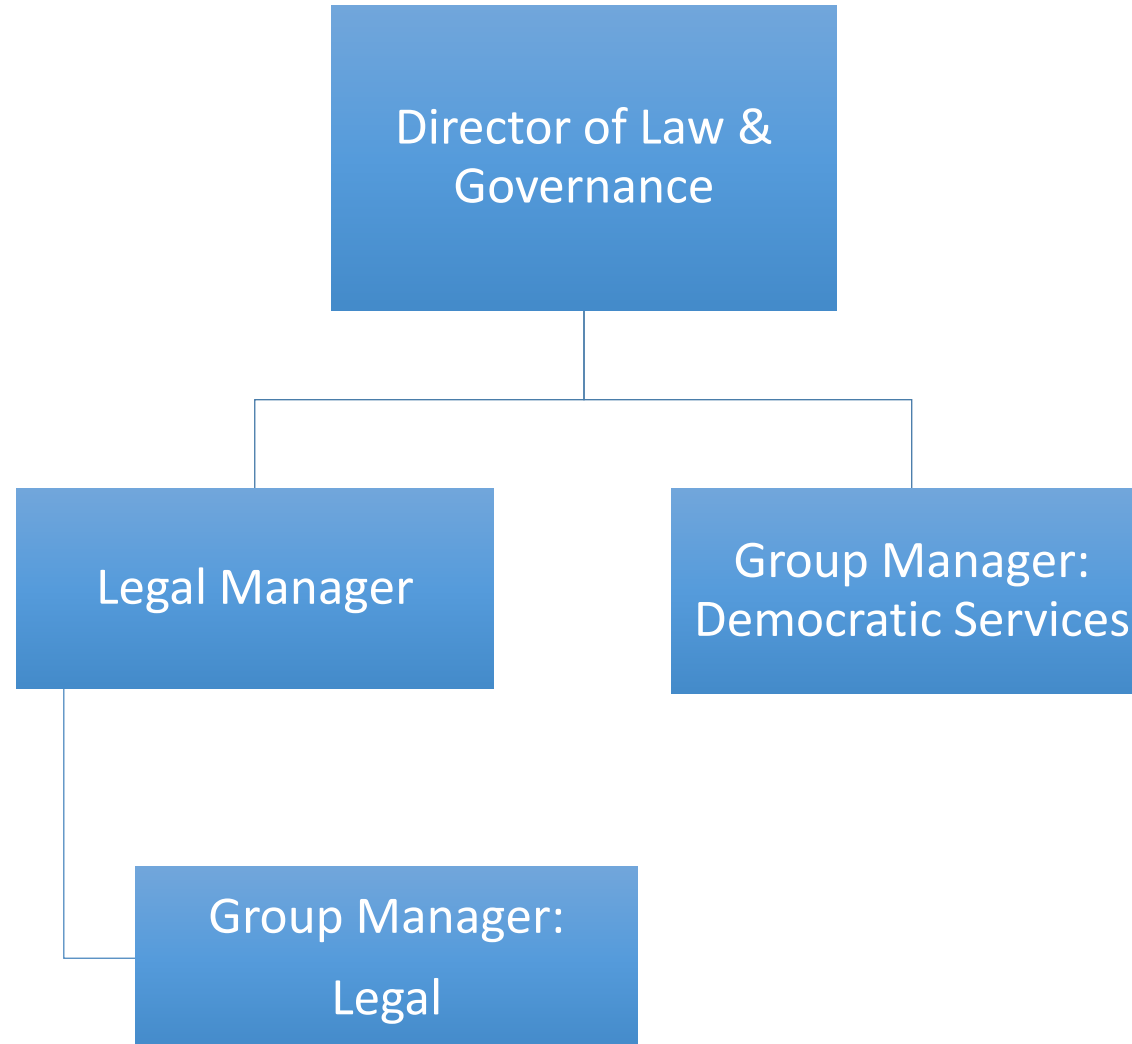 Director of Law &
Governance
Legal Manager
Group Manager:
Democratic Services
Group Manager:
Legal